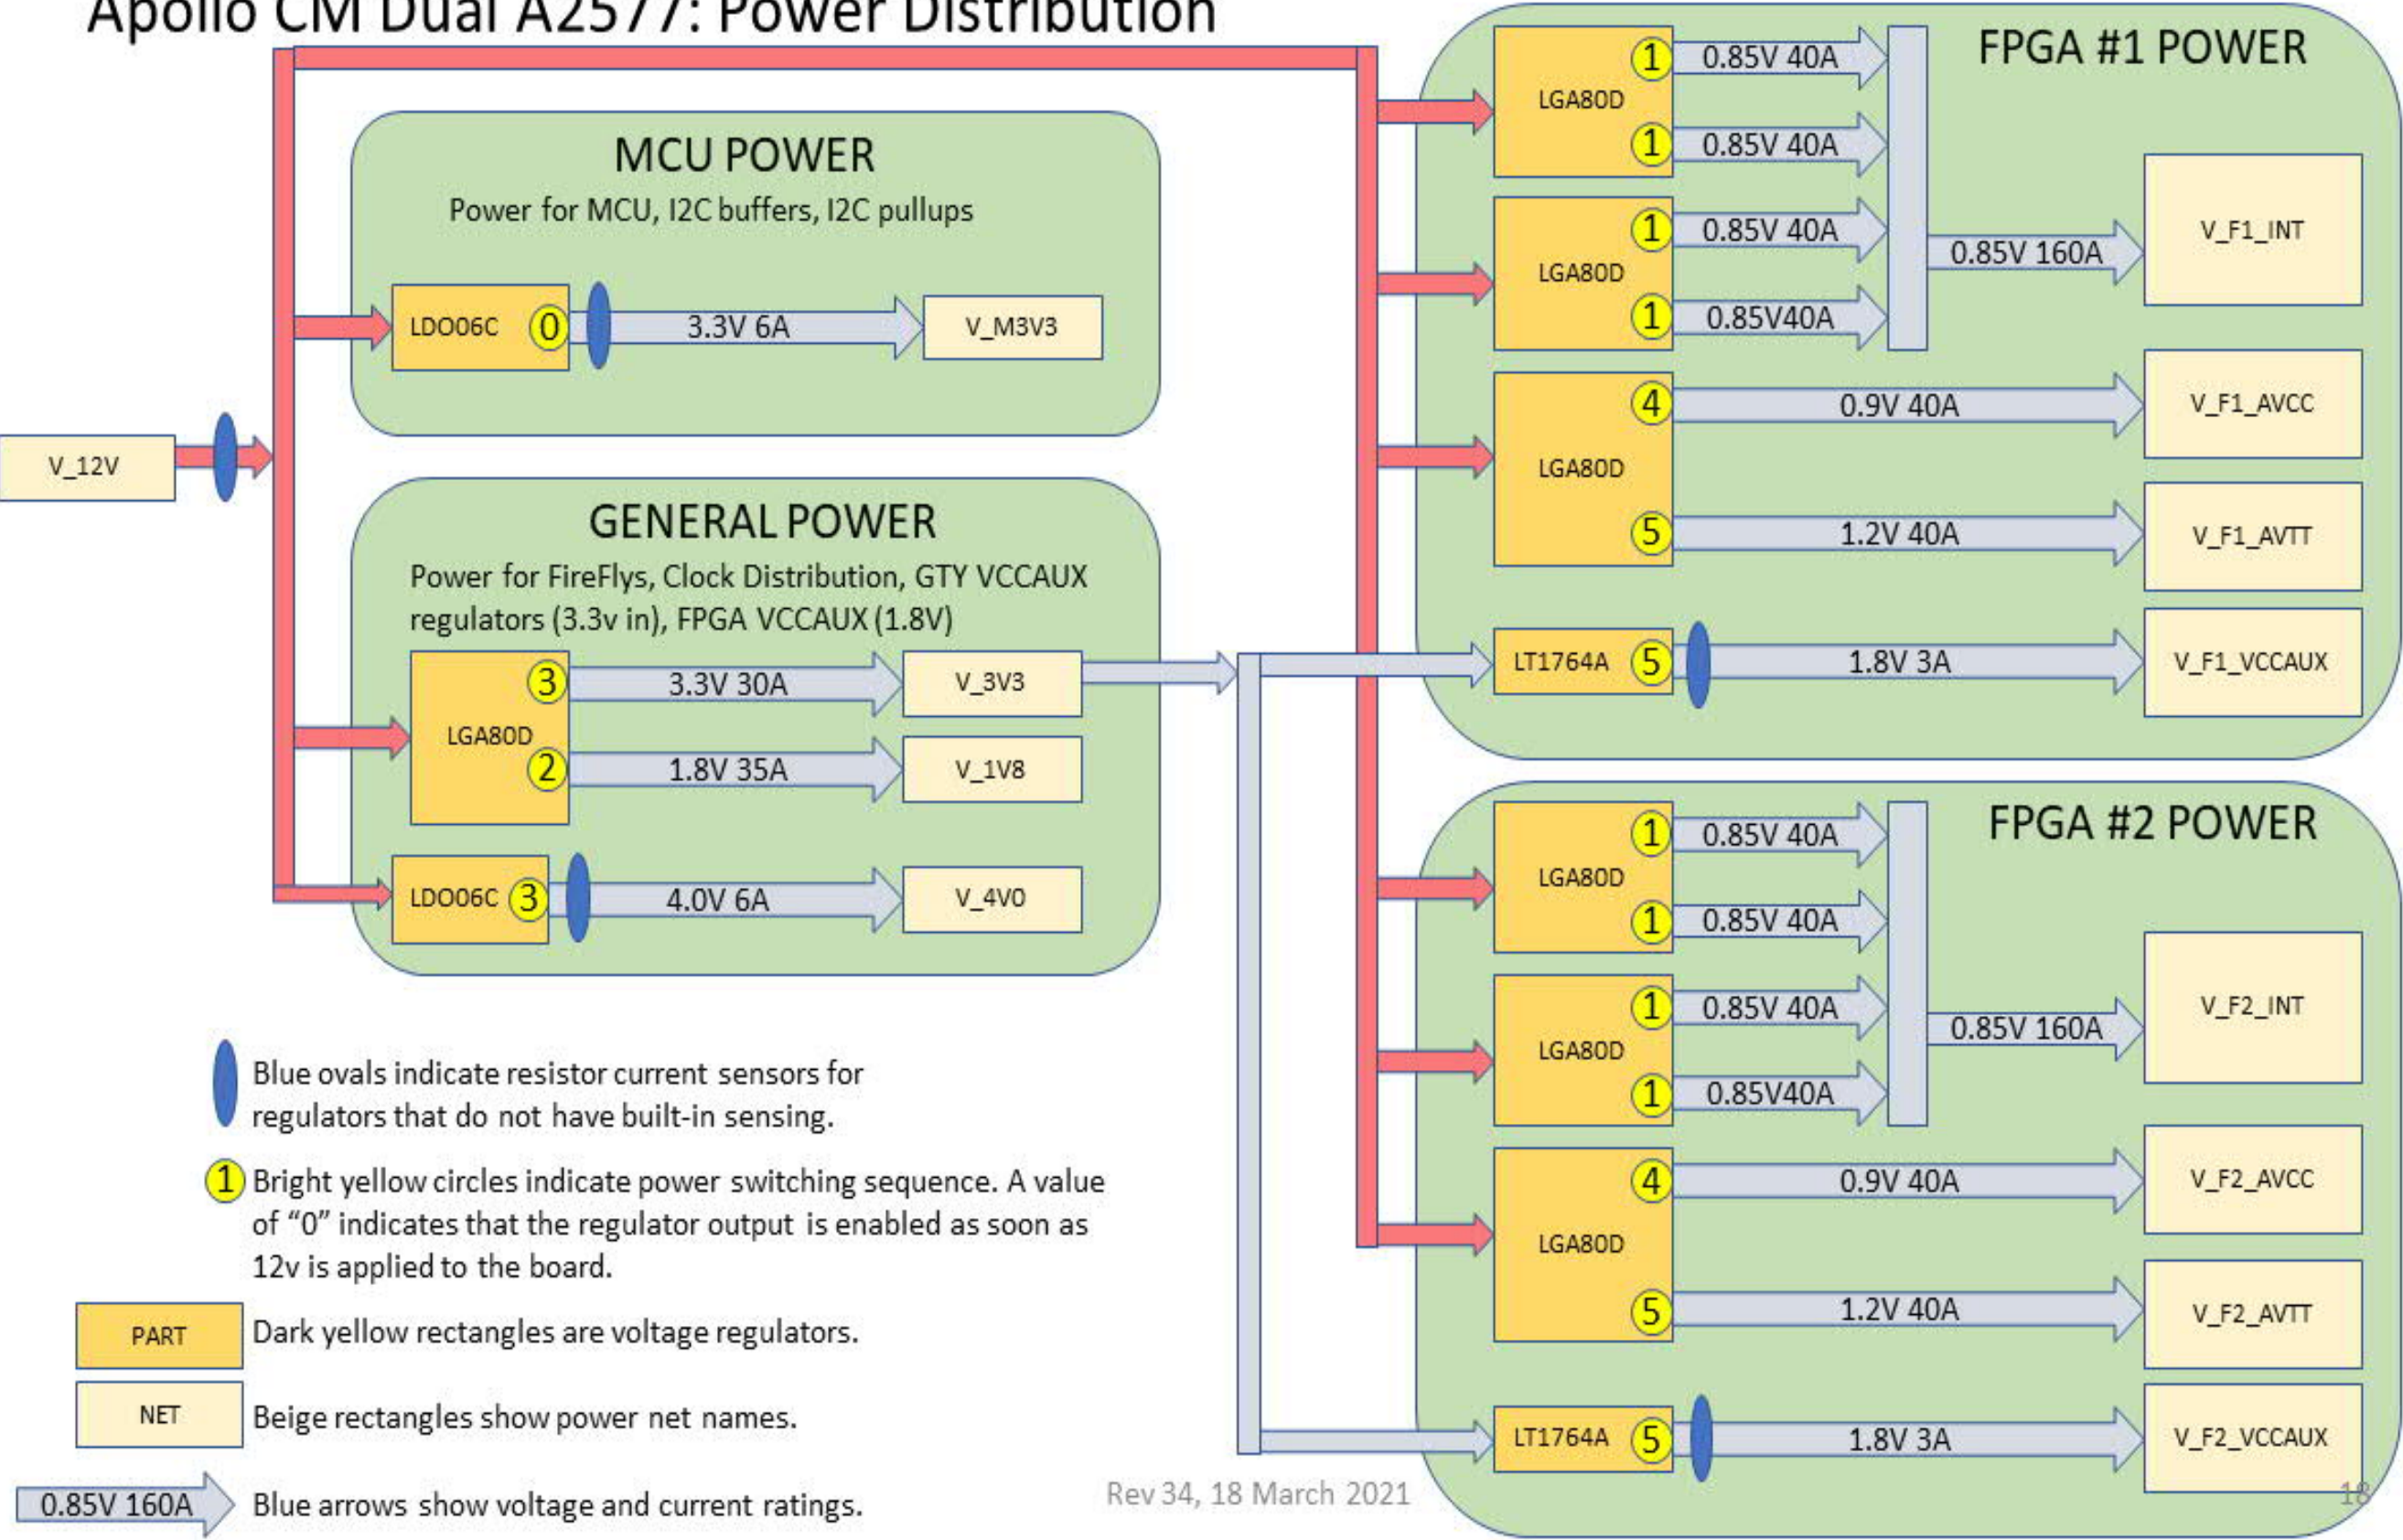 Apollo CM Dual A2577: Power Distribution
MCU POWER
Power for MCU, I2C buffers, I2C pullups
LDO06C
0
3.3V 6A
V_M3V3
V_12V
GENERAL POWER
Power for FireFlys, Clock Distribution, GTY VCCAUX
regulators (3.3v in), FPGA VCCAUX (1.8V)
LGA80D
3
3.3V 30A
V_3V3
2
1.8V 35A
V_1V8
LDO06C
3
4.0V 6A
V_4V0
FPGA #1 POWER
LGA80D
1
0.85V 40A
1
0.85V 40A
LGA80D
1
0.85V 40A
1
0.85V40A
0.85V 160A
V_F1_INT
LGA80D
4
0.9V 40A
V_F1_AVCC
5
1.2V 40A
V_F1_AVTT
LT1764A
5
1.8V 3A
V_F1_VCCAUX
FPGA #2 POWER
LGA80D
1
0.85V 40A
1
0.85V 40A
LGA80D
1
0.85V 40A
1
0.85V40A
0.85V 160A
V_F2_INT
LGA80D
4
0.9V 40A
V_F2_AVCC
5
1.2V 40A
V_F2_AVTT
LT1764A
5
1.8V 3A
V_F2_VCCAUX
Blue ovals indicate resistor current sensors for
regulators that do not have built-in sensing.
1
Bright yellow circles indicate power switching sequence. A value
of “0” indicates that the regulator output is enabled as soon as
12v is applied to the board.
PART
Dark yellow rectangles are voltage regulators.
NET
Beige rectangles show power net names.
0.85V 160A
Blue arrows show voltage and current ratings.
Rev 34, 18 March 2021
18